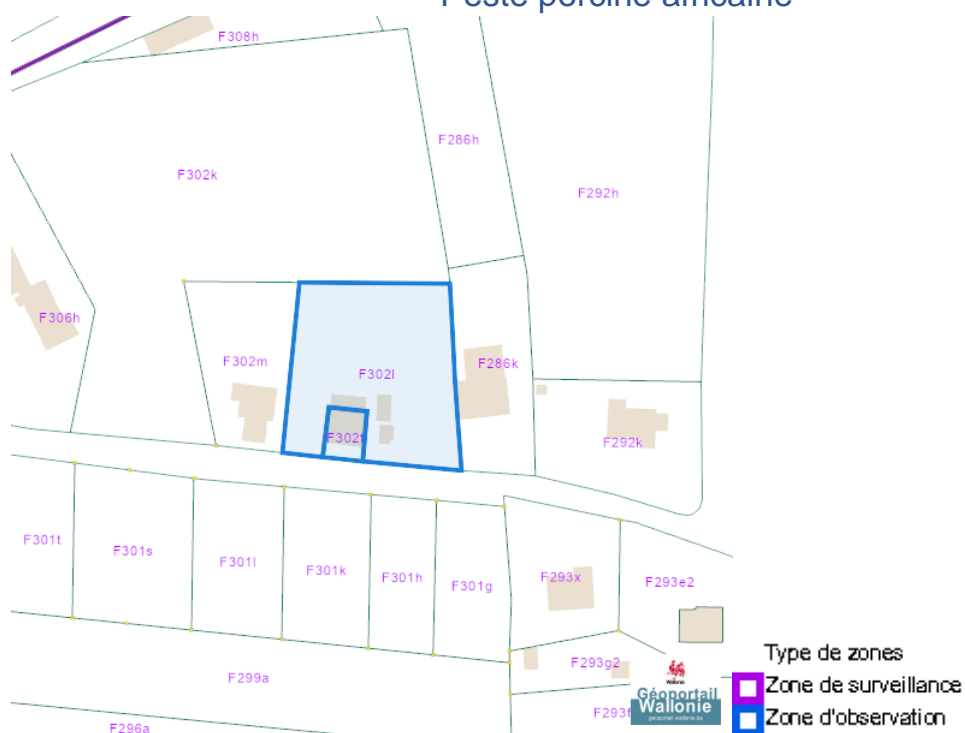 Peste porcine africaine
F308h
F286h
F302k
F292h
F306h
F302m
F302l
F286k
F302f
F292k
F301t
F301s
F301l
F301k
F301h
F301g
F293x
F293e2
F293g2
F299a
F293f
F296a
Type de zones
Zone de surveillance
Zone d'observation
Wallonie
Géoportail
Wallonie
geoportail.wallonie.be